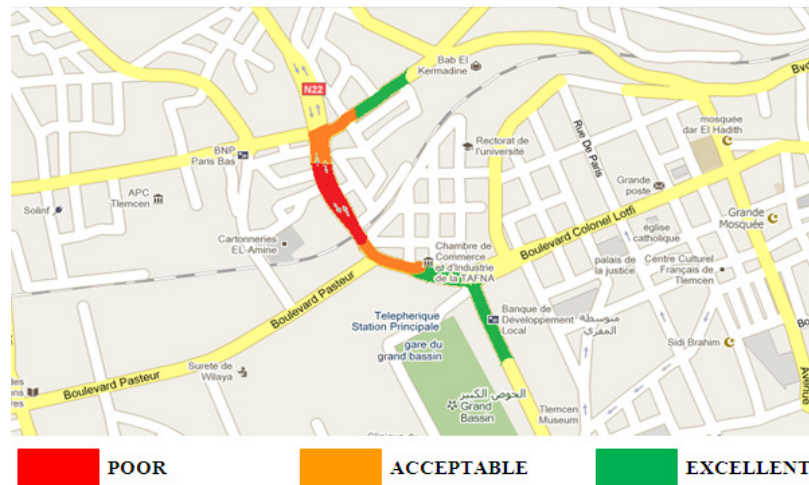 Bab El
Kermadine
Bvd
N22
mosquée
dar El Hadith
Rue De Paris
BNP
Paris Bas
Rectorat de
l'université
Grande
poste
APC
Tlemcen
Solinf
Grande
Mosquée
Boulevard Colonel Lotfi
église
catholique
Cartonneries
EL Amine
Chambre de
Commerce
et d'Industrie
de la TAFNA
palais de
la justice
Centre Culturel
Français de
Tlemcen
Boulevard Pasteur
Banque de
Développement
Local
Telepherique
Station Principale
متوسطة
المقري
gare du
grand bassin
Sidi Brahim
Sureté de
Wilaya
Boulevard Pasteur
الحوض الكبير
Grand
Bassin
Tlemcen
Museum
Avenue
POOR
ACCEPTABLE
EXCELLENT